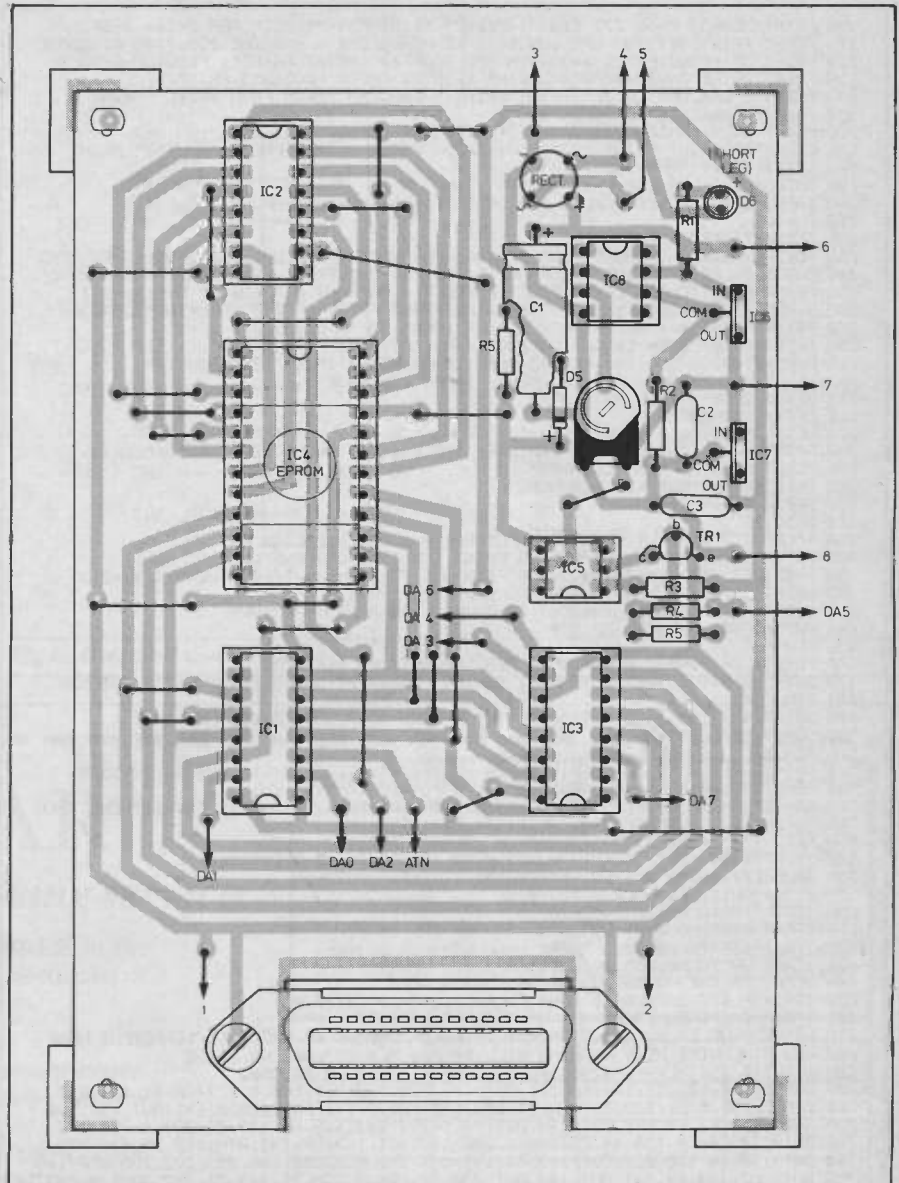 3 4 5
(SHORT
LEG)
+
IC2
RECT
~
+
R1
D6
6
+
IC8
IN
COM
IC6
OUT
C1
R5
D5
+
R2
C2
7
IN
IC7
COM
OUT
IC4
EPROM
C3
b
TR1
c e
8
IC5
DA 6
R3
DA 4
R4
DA5
DA 3
R5
IC1
IC3
DA7
DA1
DA0 DA2 ATN
1
2